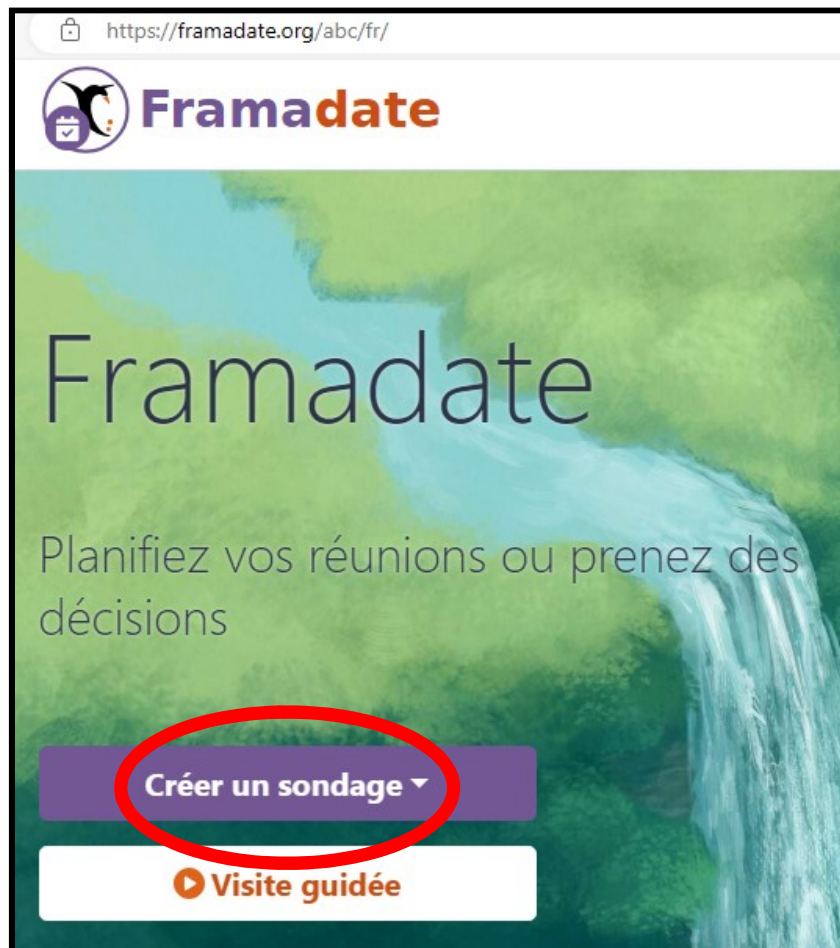 https://framadate.org/abc/fr/
Framadate
Framadate
Planifiez vos réunions ou prenez des
décisions
Créer un sondage
Visite guidée